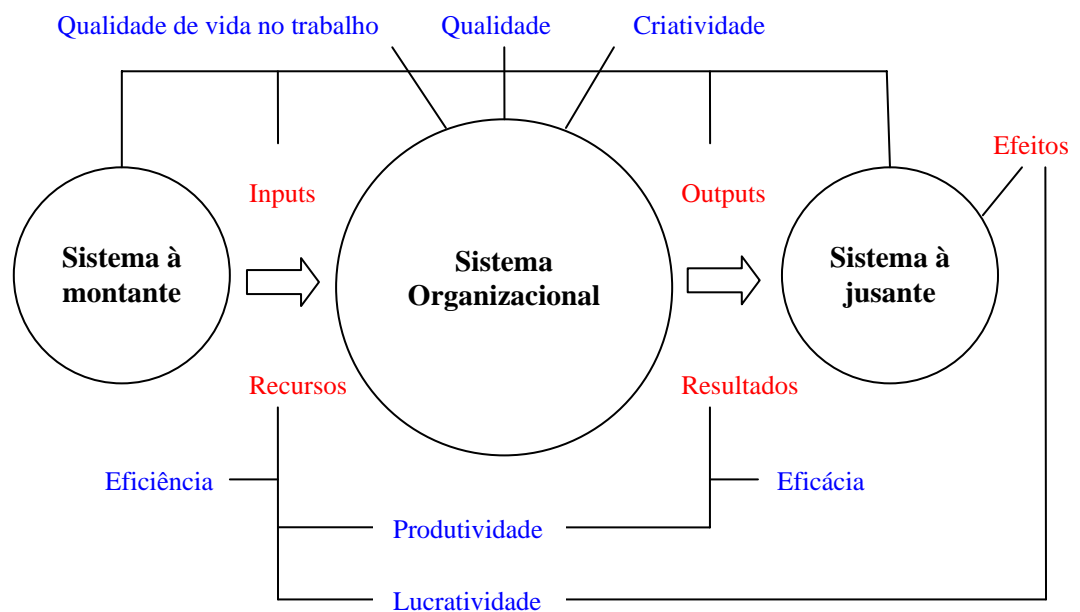 Qualidade de vida no trabalho
Qualidade
Criatividade
Efeitos
Inputs
Outputs
Sistema à
montante
Sistema
Organizacional
Sistema à
jusante
Recursos
Resultados
Eficiência
Eficácia
Produtividade
Lucratividade